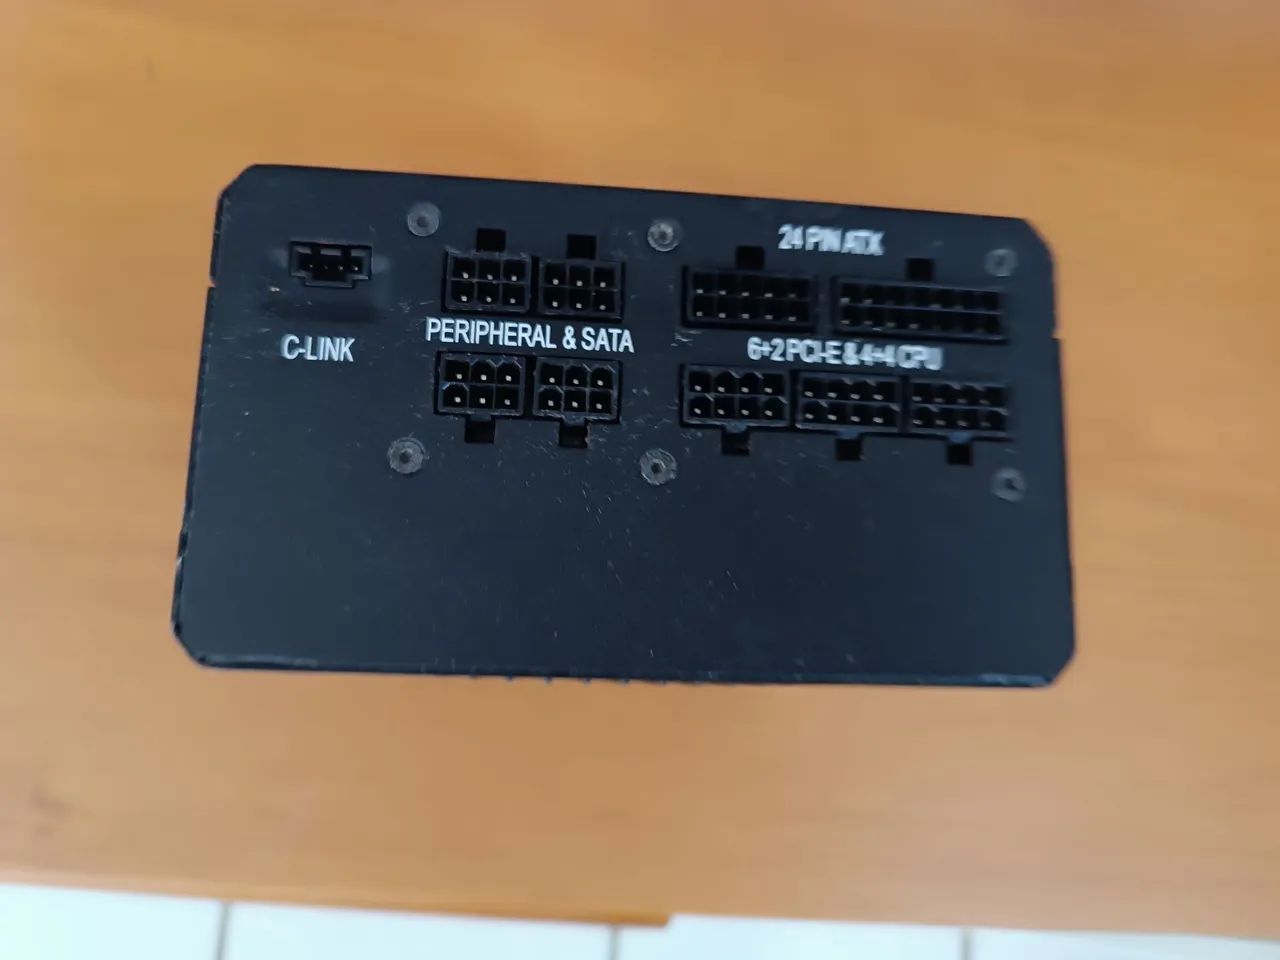 24 PIN ATX
C-LINK
PERIPHERAL & SATA
6+2 PCI-E & 4+4 CPU